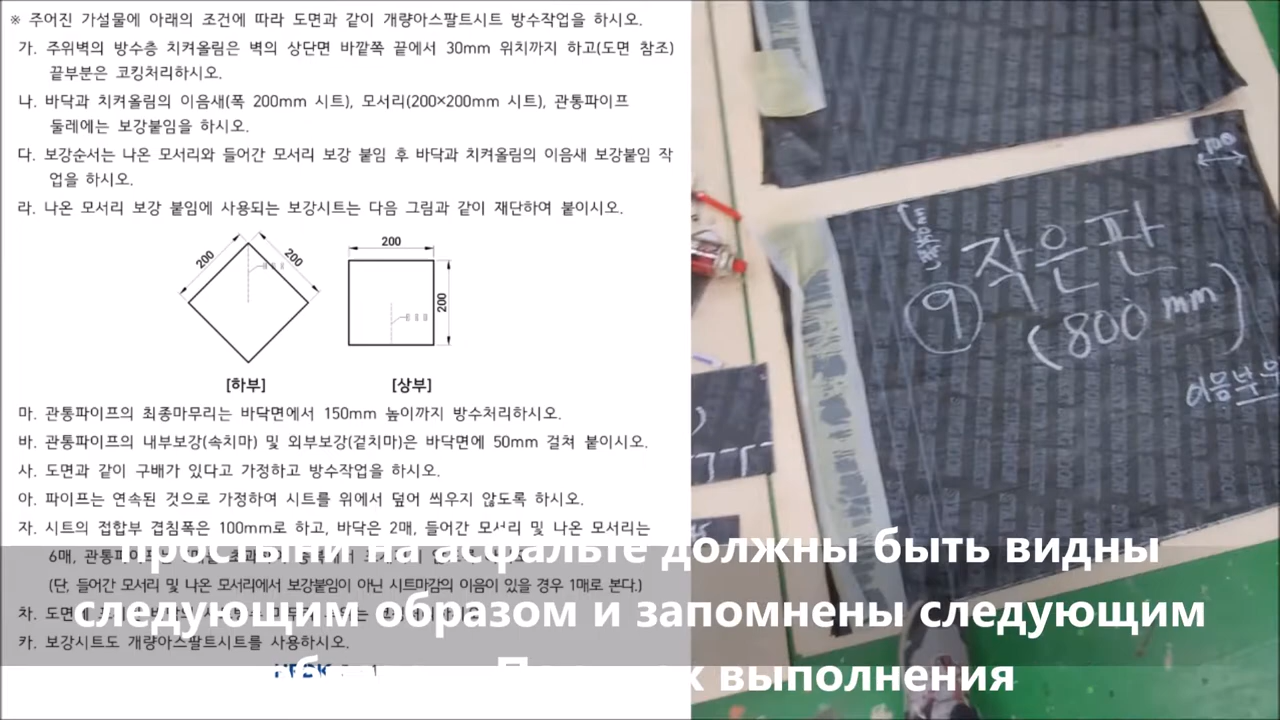 ※ 주어진 가설물에 아래의 조건에 따라 도면과 같이 개량아스팔트시트 방수작업을 하시오.
가. 주위벽의 방수층 치켜올림은 벽의 상단면 바깥쪽 끝에서 30mm 위치까지 하고(도면 참조)
끝부분은 코킹처리하시오.
나. 바닥과 치켜올림의 이음새(폭 200mm 시트), 모서리(200×200mm 시트), 관통파이프
둘레에는 보강붙임을 하시오.
다. 보강순서는 나온 모서리와 들어간 모서리 보강 붙임 후 바닥과 치켜올림의 이음새 보강붙임 작
업을 하시오.
라. 나온 모서리 보강 붙임에 사용되는 보강시트는 다음 그림과 같이 재단하여 붙이시오.
200 200 200
200
[하부] [상부]
마. 관통파이프의 최종마무리는 바닥면에서 150mm 높이까지 방수처리하시오.
바. 관통파이프의 내부보강(속치마) 및 외부보강(겉치마)은 바닥면에 50mm 걸쳐 붙이시오.
사. 도면과 같이 구배가 있다고 가정하고 방수작업을 하시오.
아. 파이프는 연속된 것으로 가정하여 시트를 위에서 덮어 씌우지 않도록 하시오.
자. 시트의 접합부 겹침폭은 100mm로 하고, 바닥은 2매, 들어간 모서리 및 나온 모서리는
6매, 관통파이프는
(단, 들어간 모서리 및 나온 모서리에서 보강붙임이 아닌 시트마감의 이음이 있을 경우 1매로 본다.)
차.
카. 보강시트도 개량아스팔트시트를 사용하시오.
100
작은판
9
(800 mm)
이음부위
простыни на асфальте должны быть видны
следующим образом и запомнены следующим
выполнения